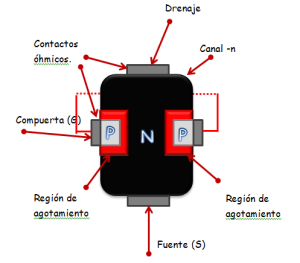 Drenaje
Contactos
óhmicos.
Canal -n
Compuerta (G)
P
N
P
Región de
agotamiento
Región de
agotamiento
Fuente (S)